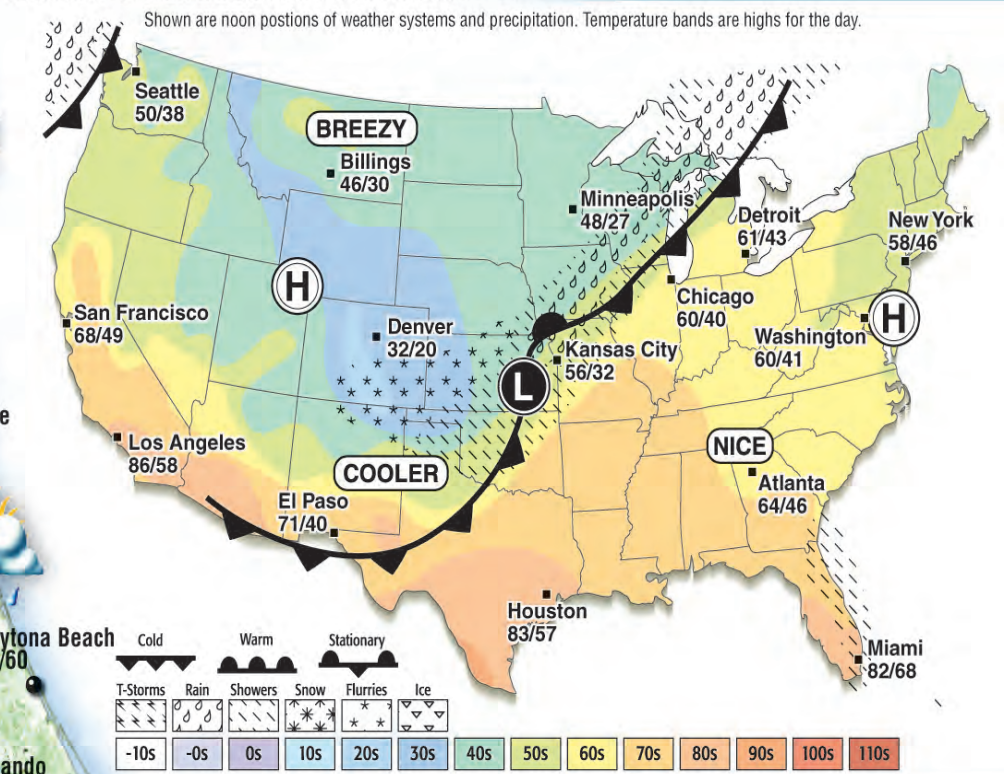 Shown are noon postions of weather systems and precipitation. Temperature bands are highs for the day.
Seattle
50/38
BREEZY
Billings
46/30
Minneapolis
48/27
Detroit
61/43
New York
58/46
H
San Francisco
68/49
Denver
32/20
Chicago
60/40
Washington
60/41
H
Kansas City
56/32
L
Los Angeles
86/58
COOLER
NICE
Atlanta
64/46
El Paso
71/40
Houston
83/57
Miami
82/68
e
ytona Beach
/60
ando
Cold Warm Stationary
T-Storms Rain Showers Snow Flurries Ice
-10s -0s 0s 10s 20s 30s 40s 50s 60s 70s 80s 90s 100s 110s